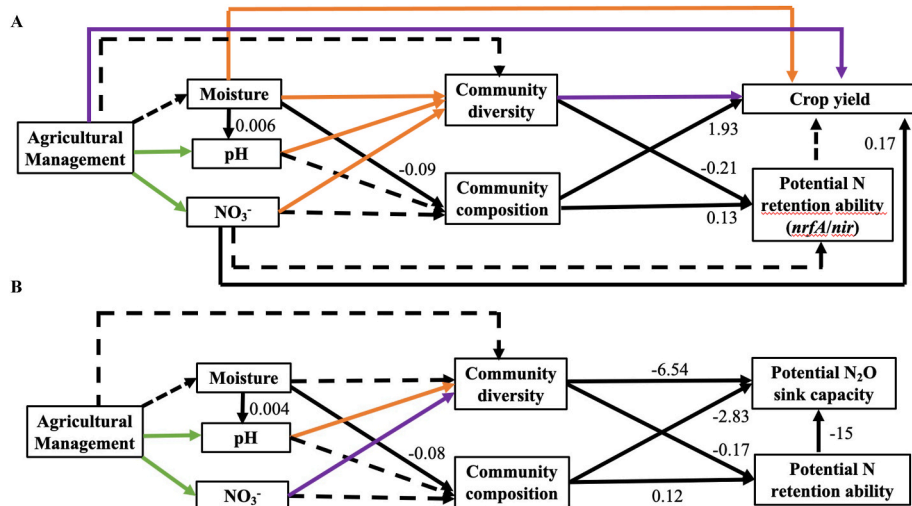 A
Moisture
0.006
Agricultural
Management
pH
NO₃⁻
-0.09
Community
diversity
Community
composition
Crop yield
1.93
0.17
-0.21
0.13
Potential N
retention ability
(nrfA/nir)
B
Moisture
0.004
Agricultural
Management
pH
NO₃⁻
-0.08
Community
diversity
Community
composition
-6.54
Potential N₂O
sink capacity
-2.83
-15
-0.17
0.12
Potential N
retention ability